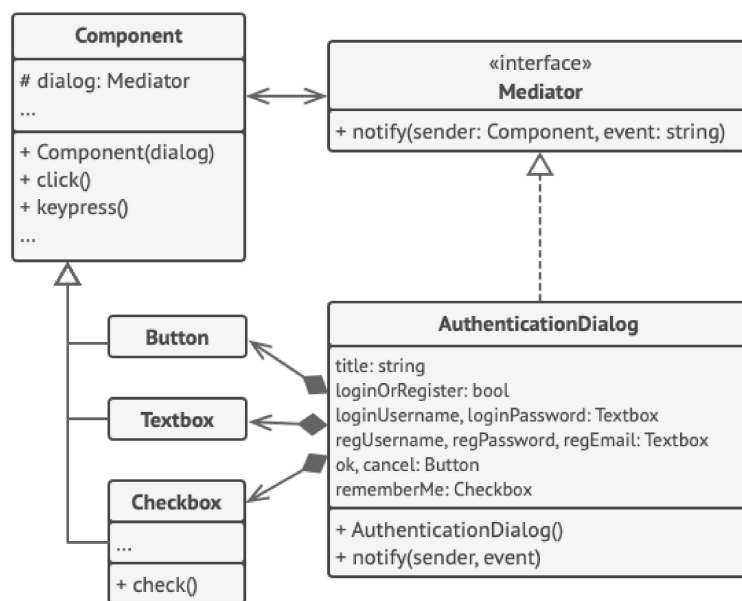 Component
# dialog: Mediator
...
+ Component(dialog)
+ click()
+ keypress()
...
«interface»
Mediator
+ notify(sender: Component, event: string)
Button
Textbox
Checkbox
...
+ check()
AuthenticationDialog
title: string
loginOrRegister: bool
loginUsername, loginPassword: Textbox
regUsername, regPassword, regEmail: Textbox
ok, cancel: Button
rememberMe: Checkbox
+ AuthenticationDialog()
+ notify(sender, event)